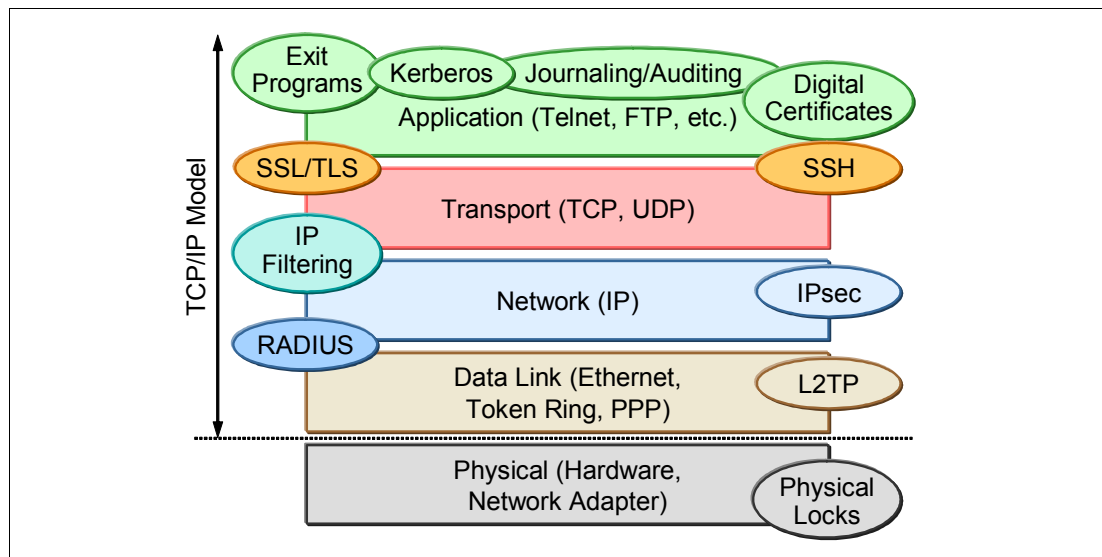 Exit
Programs
Kerberos
Journaling/Auditing
Digital
Certificates
Application (Telnet, FTP, etc.)
SSL/TLS
SSH
Transport (TCP, UDP)
IP
Filtering
Network (IP)
IPsec
RADIUS
Data Link (Ethernet,
Token Ring, PPP)
L2TP
Physical (Hardware,
Network Adapter)
Physical
Locks
TCP/IP Model